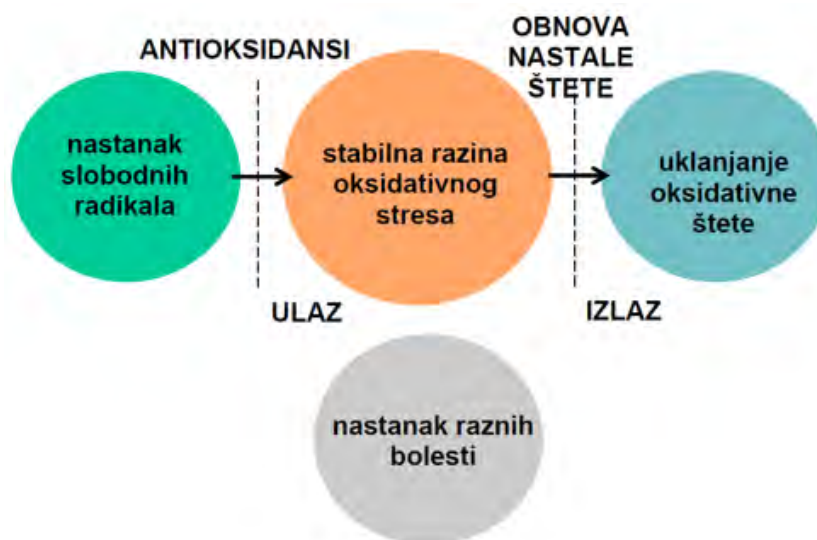 ANTIOKSIDANSI
OBNOVA
NASTALE
ŠTETE
nastanak
slobodnih
radikala
stabilna razina
oksidativnog
stresa
uklanjanje
oksidativne
štete
ULAZ
IZLAZ
nastanak raznih
bolesti